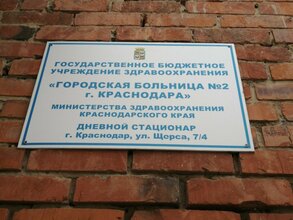 ГОСУДАРСТВЕННОЕ БЮДЖЕТНОЕ
УЧРЕЖДЕНИЕ ЗДРАВООХРАНЕНИЯ
«ГОРОДСКАЯ БОЛЬНИЦА №2
г. КРАСНОДАРА»
МИНИСТЕРСТВА ЗДРАВООХРАНЕНИЯ
КРАСНОДАРСКОГО КРАЯ
ДНЕВНОЙ СТАЦИОНАР
г. Краснодар, ул. Щорса, 7/4